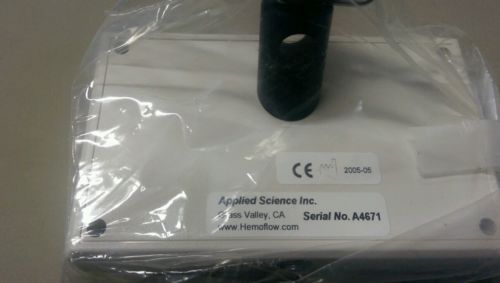 CE 2005-05
Applied Science Inc.
Grass Valley, CA Serial No. A4671
www.Hemoflow.com